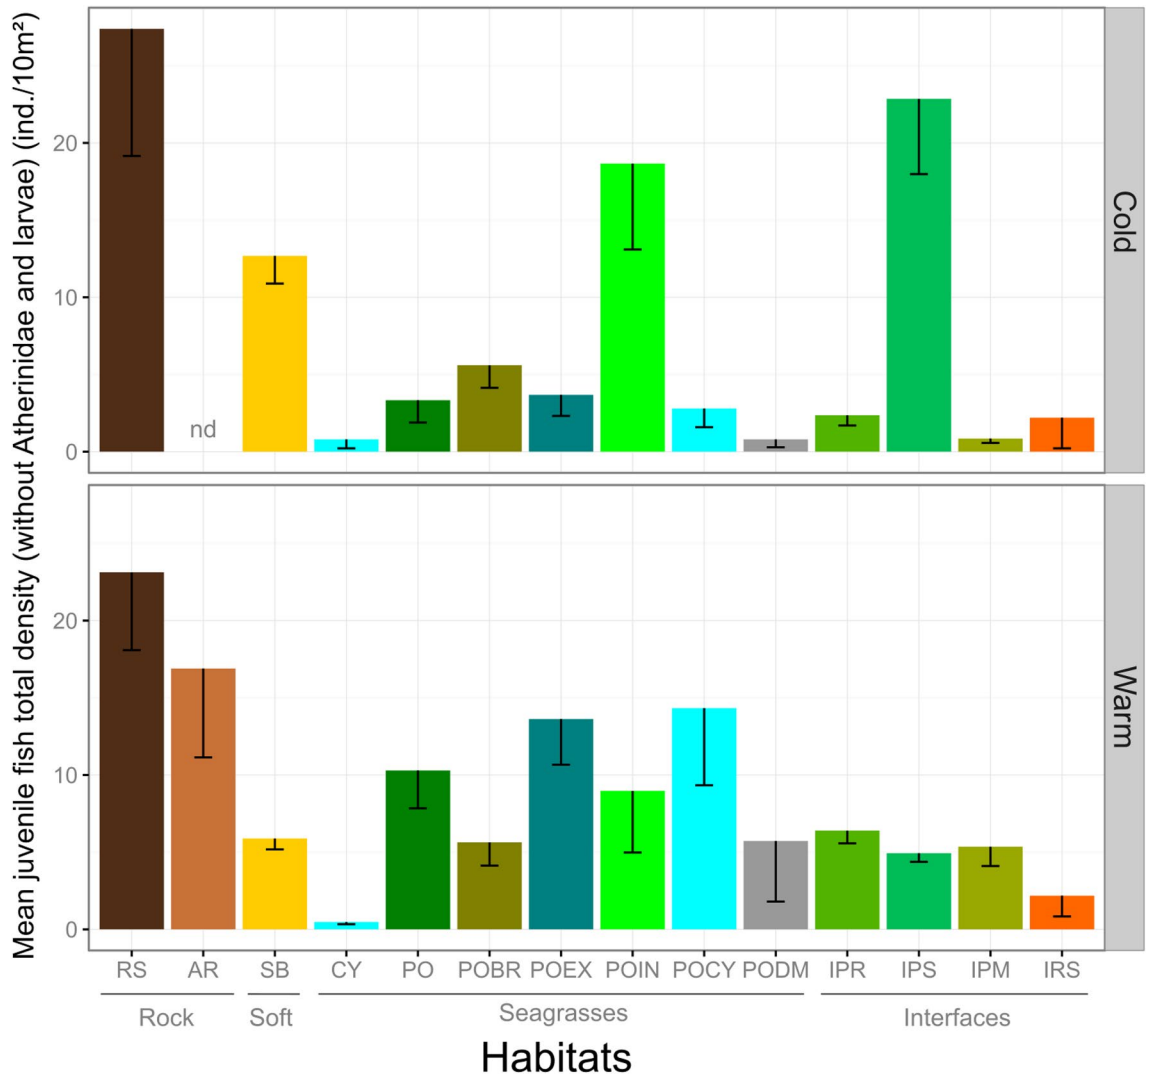 Mean juvenile fish total density (without Atherinidae and larvae) (ind./10m²)
20
10
0
nd
Cold
20
10
0
Warm
RS AR SB CY PO POBR POEX POIN POCY PODM IPR IPS IPM IRS
Rock Soft Seagrasses Interfaces
Habitats